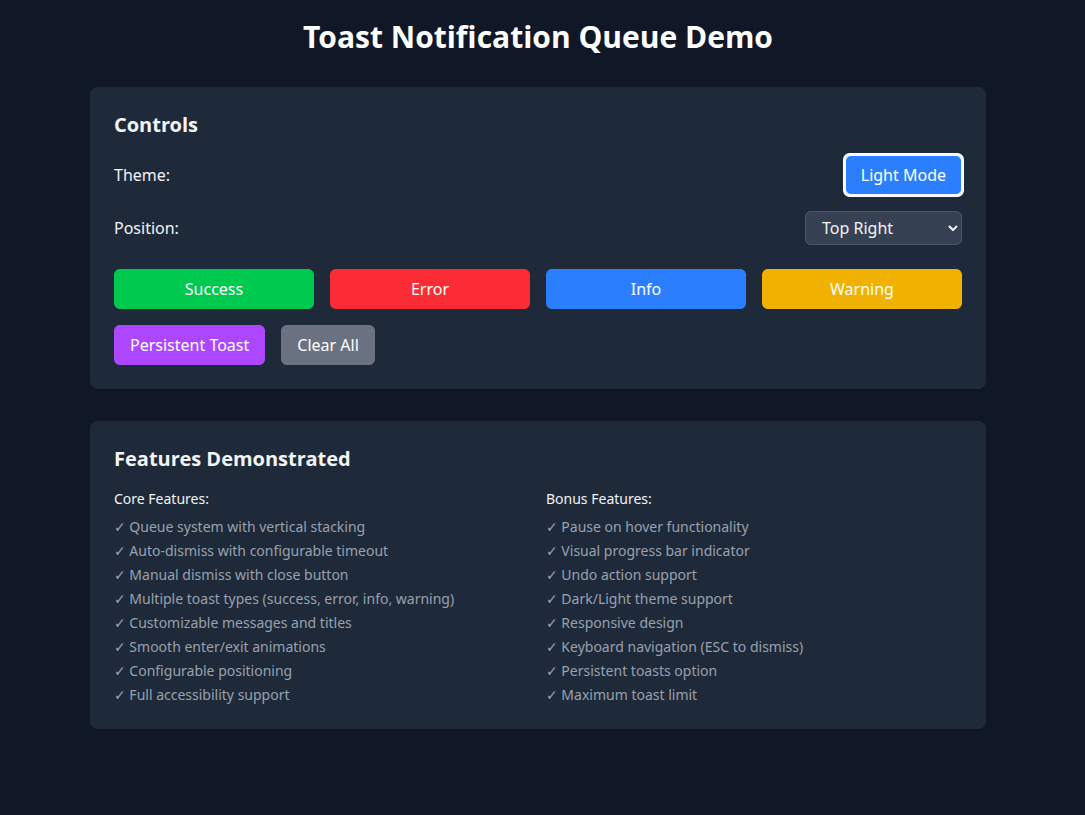 Toast Notification Queue Demo
Controls
Theme:
Light Mode
Position:
Top Right
Success
Error
Info
Warning
Persistent Toast
Clear All
Features Demonstrated
Core Features:
✓ Queue system with vertical stacking
✓ Auto-dismiss with configurable timeout
✓ Manual dismiss with close button
✓ Multiple toast types (success, error, info, warning)
✓ Customizable messages and titles
✓ Smooth enter/exit animations
✓ Configurable positioning
✓ Full accessibility support
Bonus Features:
✓ Pause on hover functionality
✓ Visual progress bar indicator
✓ Undo action support
✓ Dark/Light theme support
✓ Responsive design
✓ Keyboard navigation (ESC to dismiss)
✓ Persistent toasts option
✓ Maximum toast limit